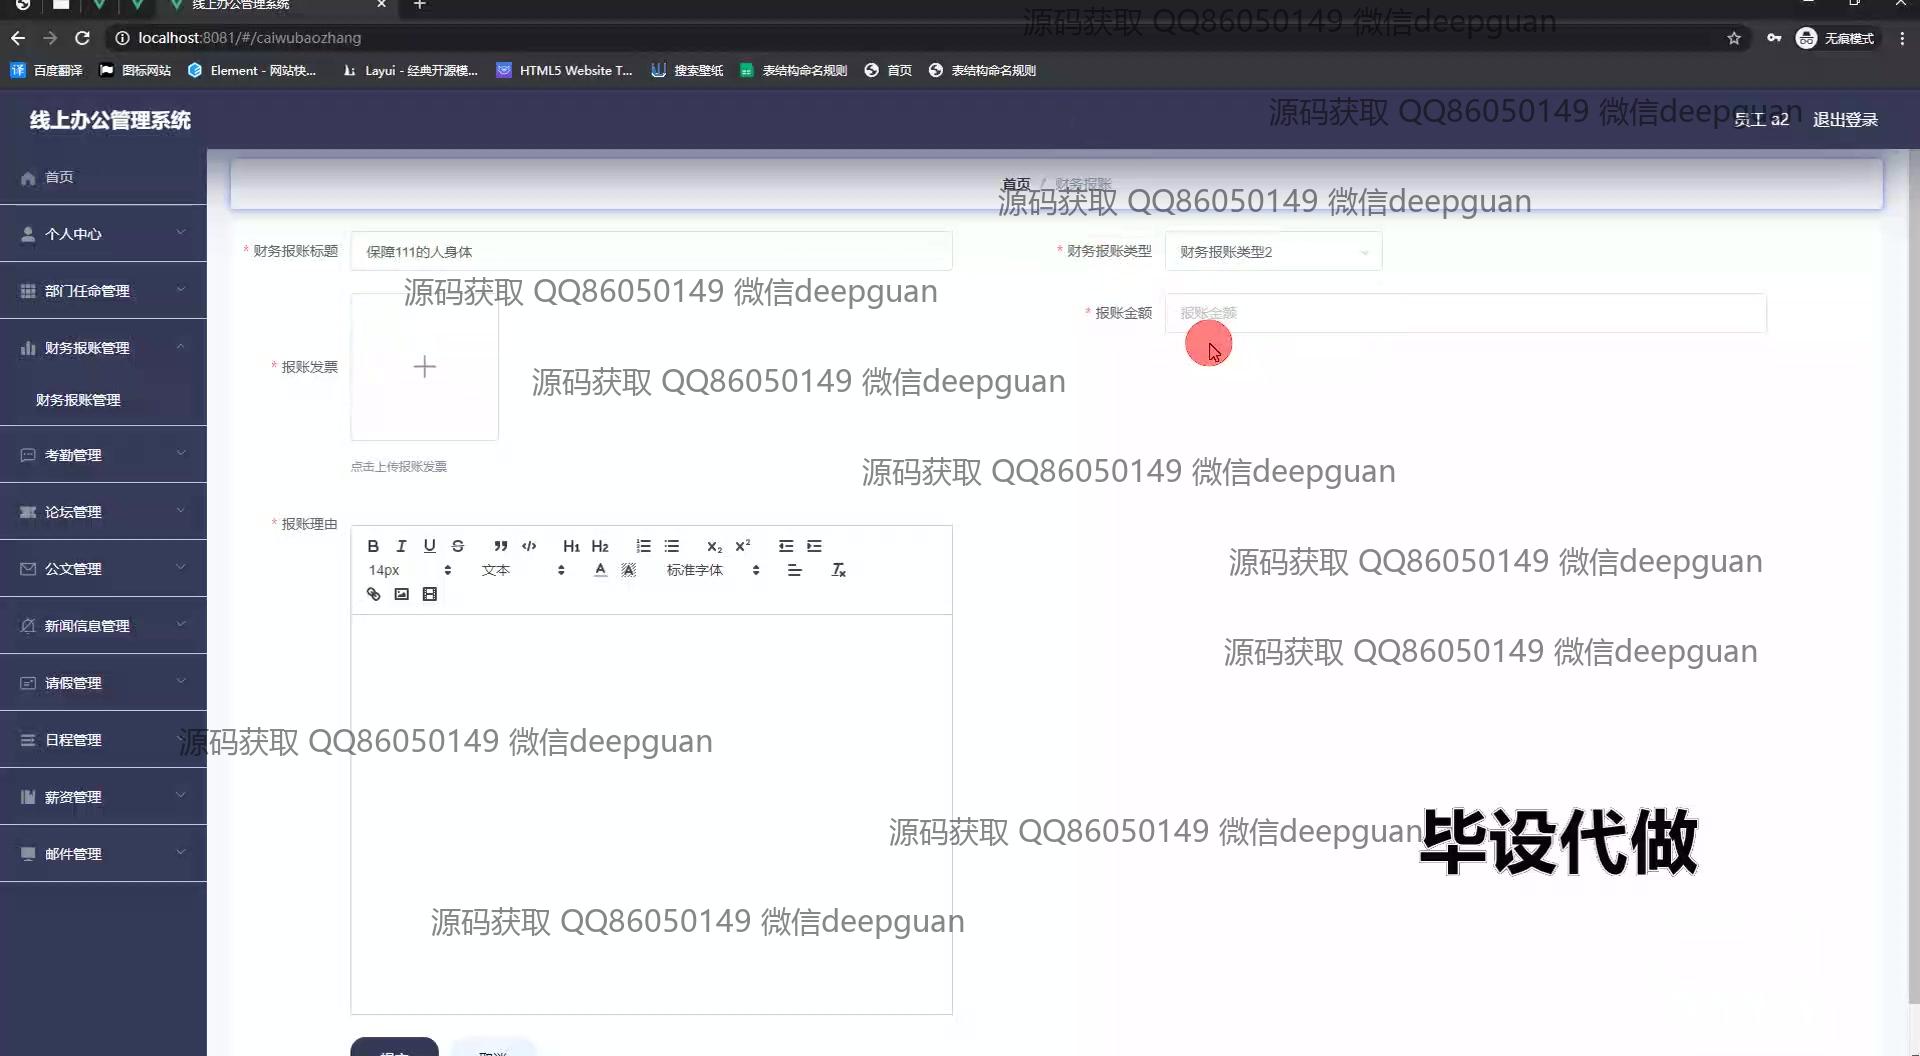 线上办公管理系统
localhost:8081/#/caiwubaozhang
无痕模式
源码获取 QQ86050149 微信deepguan
译 百度翻译
图标网站
Element - 网站快...
Layui - 经典开源模...
HTML5 Website T...
搜索壁纸
表结构命名规则
首页
表结构命名规则
线上办公管理系统
源码获取 QQ86050149 微信deepguan
员工 a2
退出登录
首页
个人中心
部门任命管理
财务报账管理
财务报账管理
考勤管理
论坛管理
公文管理
新闻信息管理
请假管理
日程管理
薪资管理
邮件管理
首页 / 财务报账
源码获取 QQ86050149 微信deepguan
* 财务报账标题
保障111的人身体
* 财务报账类型
财务报账类型2
源码获取 QQ86050149 微信deepguan
* 报账金额
报账金额
* 报账发票
源码获取 QQ86050149 微信deepguan
点击上传报账发票
源码获取 QQ86050149 微信deepguan
* 报账理由
B I U S H1 H2 X2 X2
14px 文本 A A 标准字体
源码获取 QQ86050149 微信deepguan
源码获取 QQ86050149 微信deepguan
源码获取 QQ86050149 微信deepguan
源码获取 QQ86050149 微信deepguan
毕设代做
源码获取 QQ86050149 微信deepguan